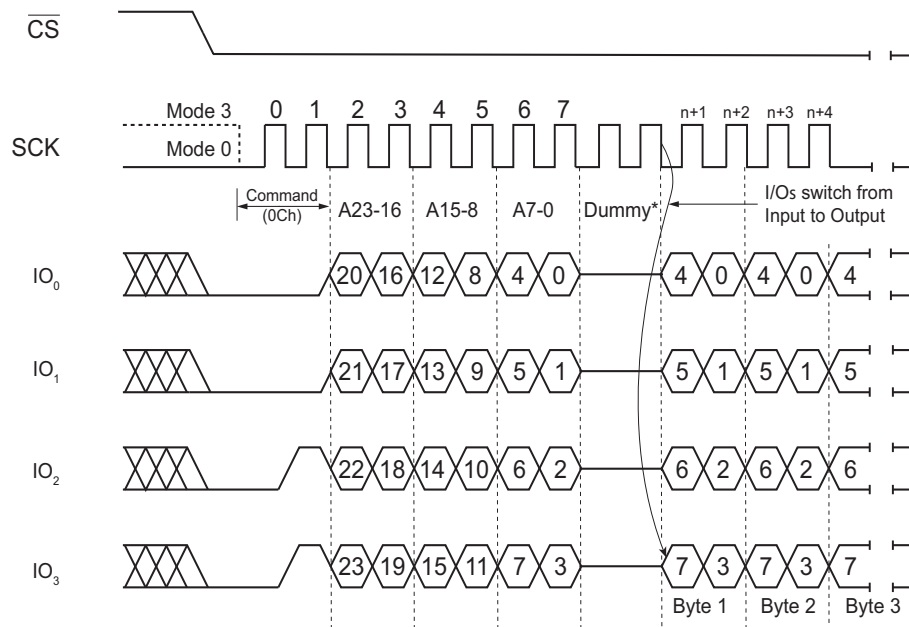 CS
Mode 3 0 1 2 3 4 5 6 7 n+1 n+2 n+3 n+4
SCK Mode 0
Command
(0Ch)
A23-16 A15-8 A7-0 Dummy*
I/Os switch from
Input to Output
IO0 20 16 12 8 4 0 4 0 4 0 4
IO1 21 17 13 9 5 1 5 1 5 1 5
IO2 22 18 14 10 6 2 6 2 6 2 6
IO3 23 19 15 11 7 3 7 3 7 3 7
Byte 1 Byte 2 Byte 3